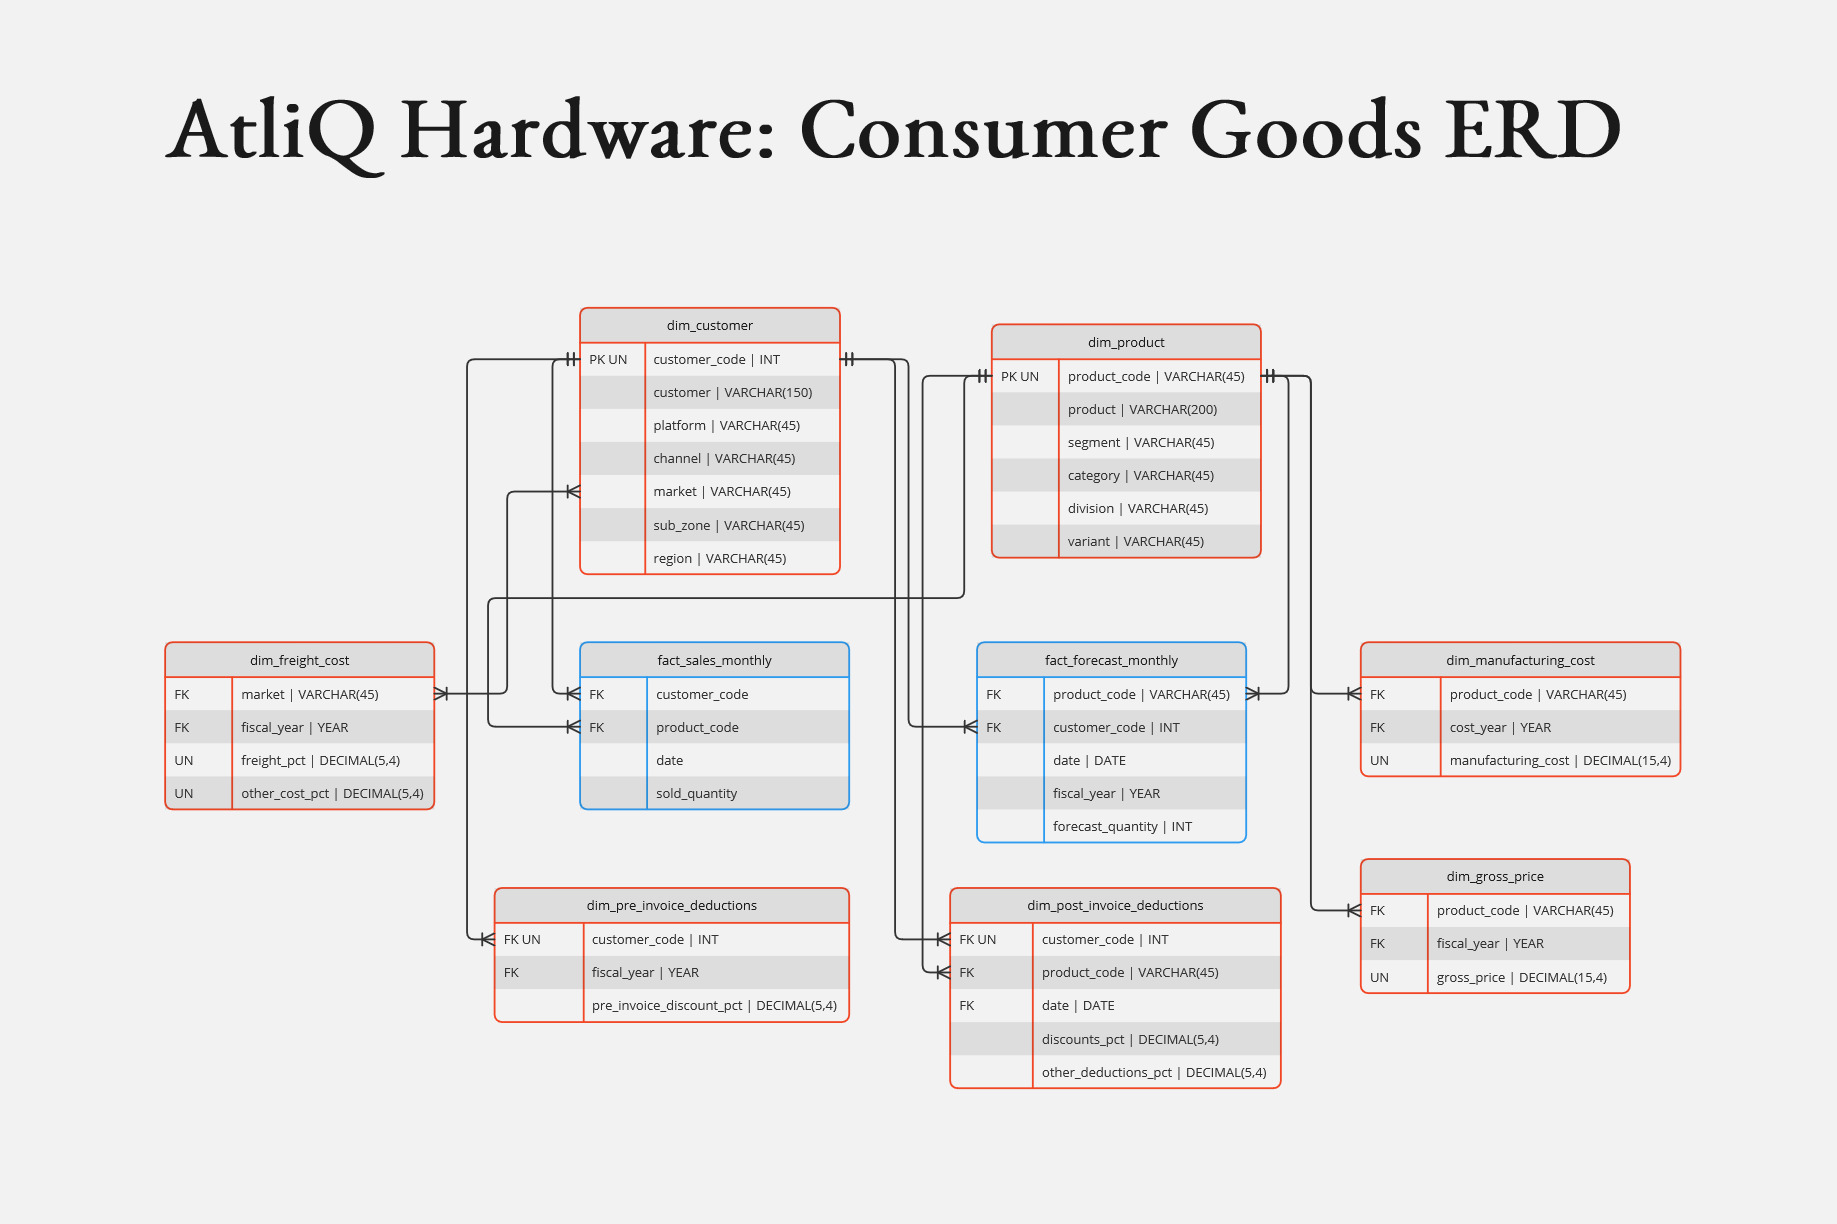 AtliQ Hardware: Consumer Goods ERD
dim_customer
PK UN customer_code | INT
customer | VARCHAR(150)
platform | VARCHAR(45)
channel | VARCHAR(45)
market | VARCHAR(45)
sub_zone | VARCHAR(45)
region | VARCHAR(45)
dim_product
PK UN product_code | VARCHAR(45)
product | VARCHAR(200)
segment | VARCHAR(45)
category | VARCHAR(45)
division | VARCHAR(45)
variant | VARCHAR(45)
dim_freight_cost
FK market | VARCHAR(45)
FK fiscal_year | YEAR
UN freight_pct | DECIMAL(5,4)
UN other_cost_pct | DECIMAL(5,4)
fact_sales_monthly
FK customer_code
FK product_code
date
sold_quantity
fact_forecast_monthly
FK product_code | VARCHAR(45)
FK customer_code | INT
date | DATE
fiscal_year | YEAR
forecast_quantity | INT
dim_manufacturing_cost
FK product_code | VARCHAR(45)
FK cost_year | YEAR
UN manufacturing_cost | DECIMAL(15,4)
dim_pre_invoice_deductions
FK UN customer_code | INT
FK fiscal_year | YEAR
pre_invoice_discount_pct | DECIMAL(5,4)
dim_post_invoice_deductions
FK UN customer_code | INT
FK product_code | VARCHAR(45)
FK date | DATE
discounts_pct | DECIMAL(5,4)
other_deductions_pct | DECIMAL(5,4)
dim_gross_price
FK product_code | VARCHAR(45)
FK fiscal_year | YEAR
UN gross_price | DECIMAL(15,4)